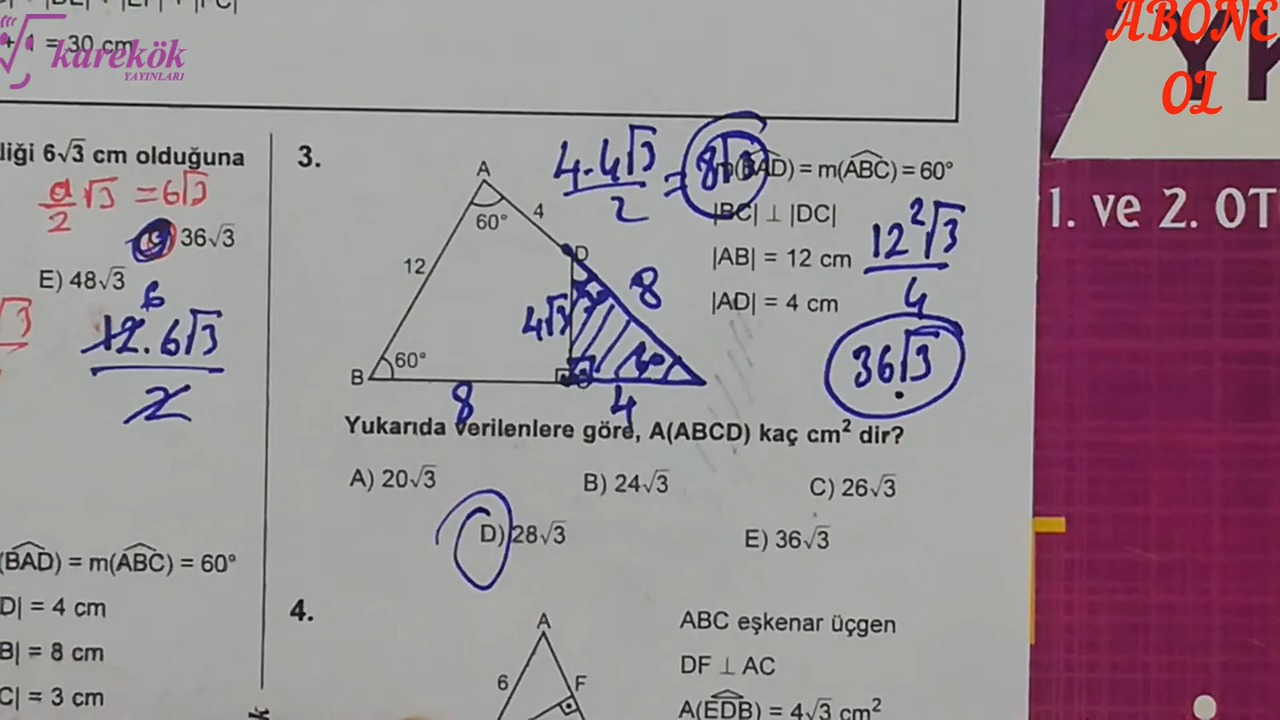 + 1 = 30 cm
karekök
YAYINLARI
ABONE
OL
liği 6√3 cm olduğuna
a/2 √3 = 6√3
36√3
E) 48√3
12.6√3
6
2
3.
A
60°
4
D
12
8
4√3
B
60°
8
4
4.4√3/2 = 8√3
m(BAD) = m(ABC) = 60°
|BC| ⊥ |DC|
|AB| = 12 cm
|AD| = 4 cm
12²√3/4
36√3
Yukarıda verilenlere göre, A(ABCD) kaç cm² dir?
A) 20√3
B) 24√3
C) 26√3
D) 28√3
E) 36√3
(BAD) = m(ABC) = 60°
D| = 4 cm
B| = 8 cm
C| = 3 cm
4.
A
6
F
ABC eşkenar üçgen
DF ⊥ AC
A(EDB) = 4√3 cm²
1. ve 2. OT